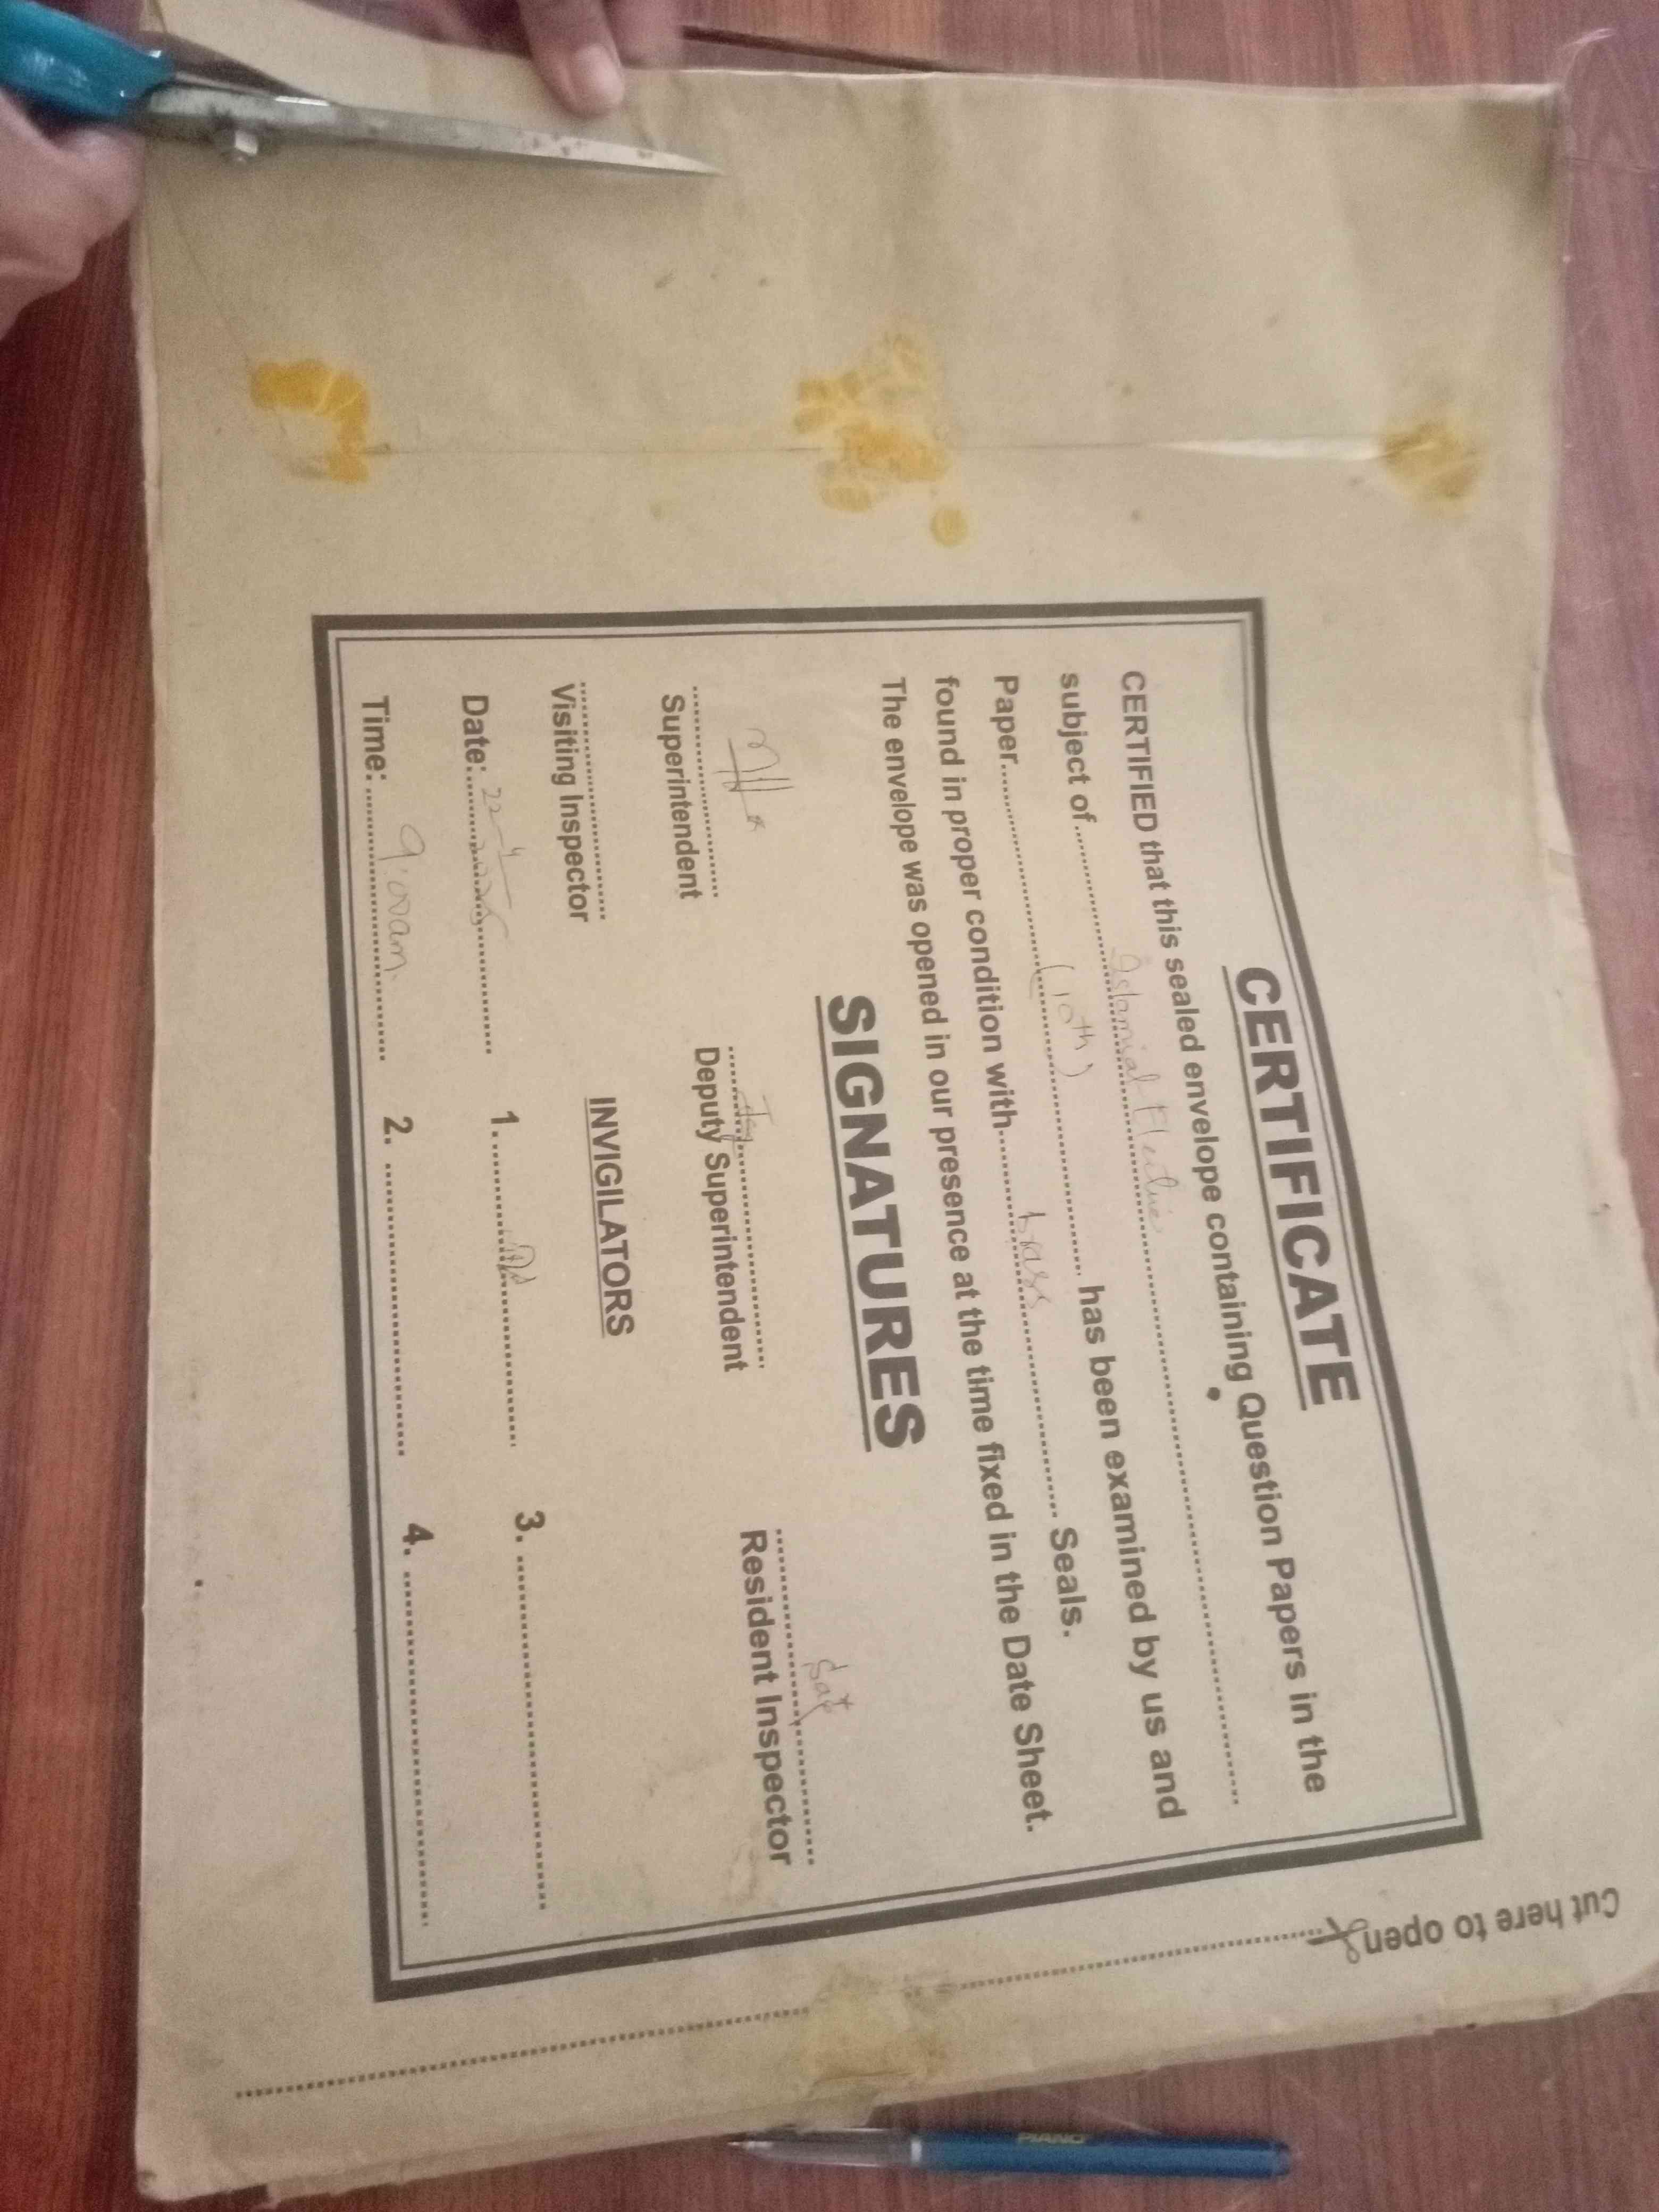 CERTIFICATE
CERTIFIED that this sealed envelope containing Question Papers in the
subject of
Paper (10th) has been examined by us and
found in proper condition with Seals.
The envelope was opened in our presence at the time fixed in the Date Sheet.
SIGNATURES
Superintendent Deputy Superintendent Resident Inspector
Visiting Inspector INVIGILATORS
Date: 1. 3.
Time: 9:00am. 2. 4.
Cut here to open
PIANO